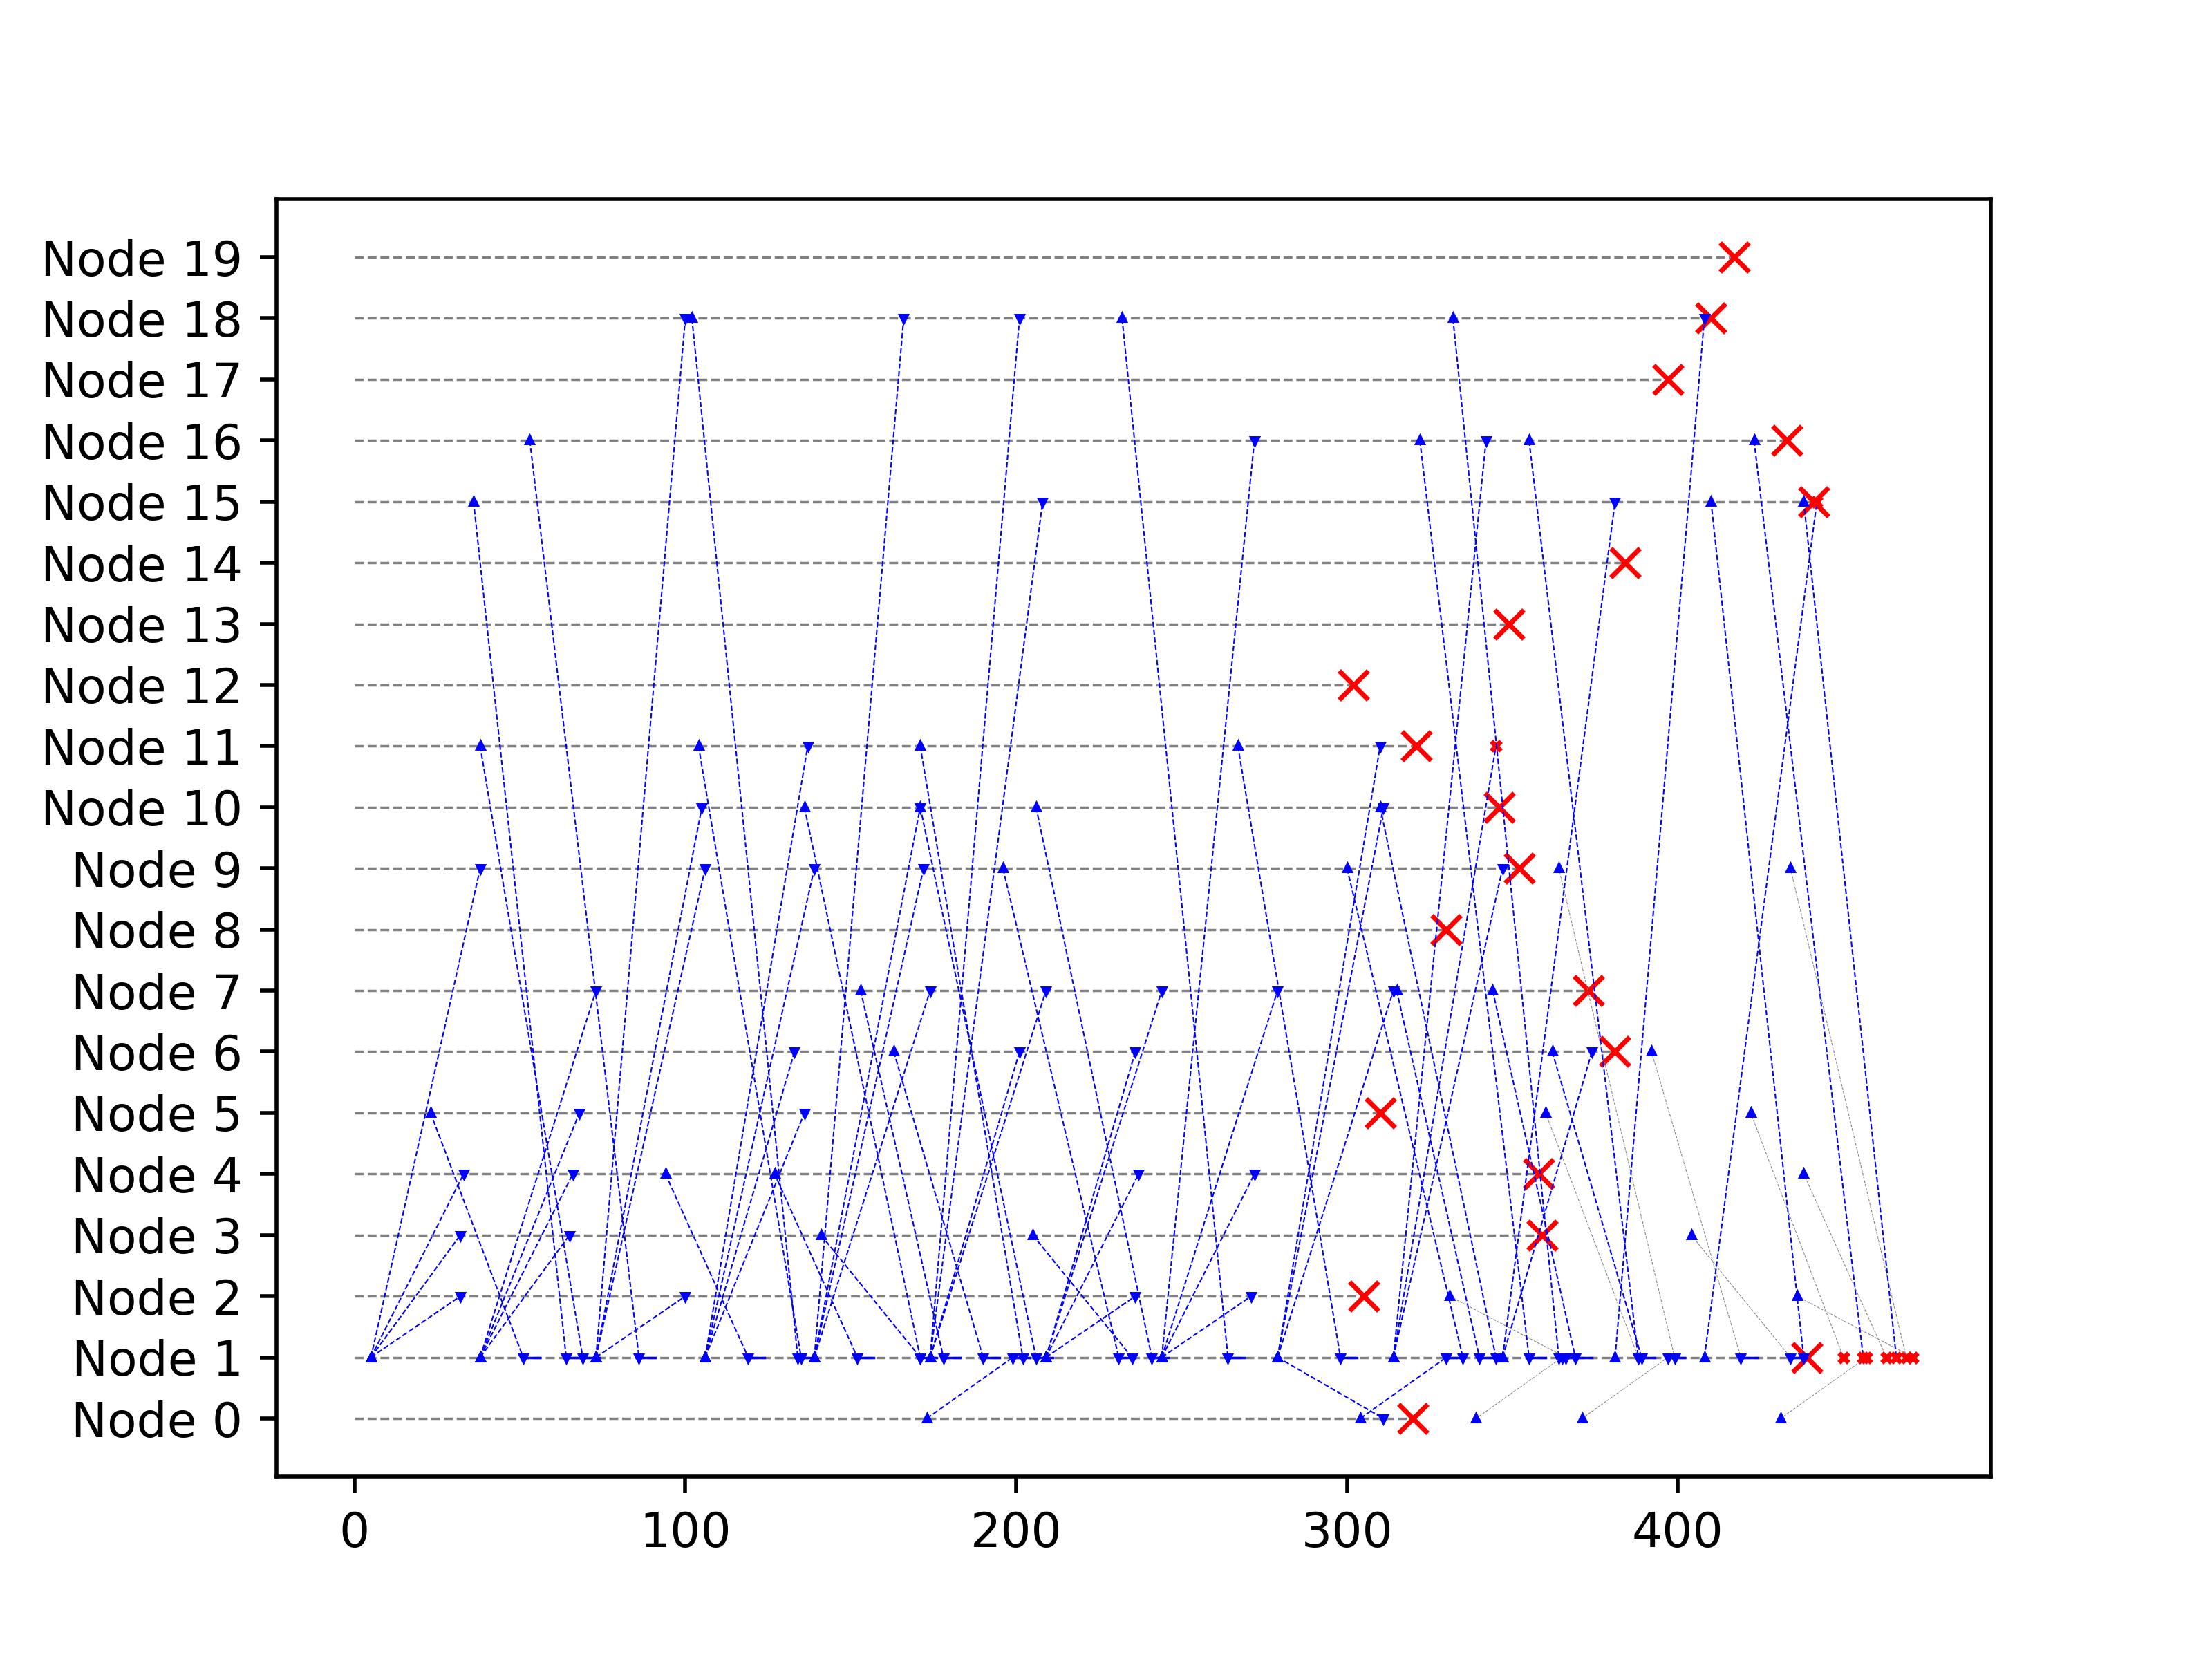 Node 19
Node 18
Node 17
Node 16
Node 15
Node 14
Node 13
Node 12
Node 11
Node 10
Node 9
Node 8
Node 7
Node 6
Node 5
Node 4
Node 3
Node 2
Node 1
Node 0
0 100 200 300 400